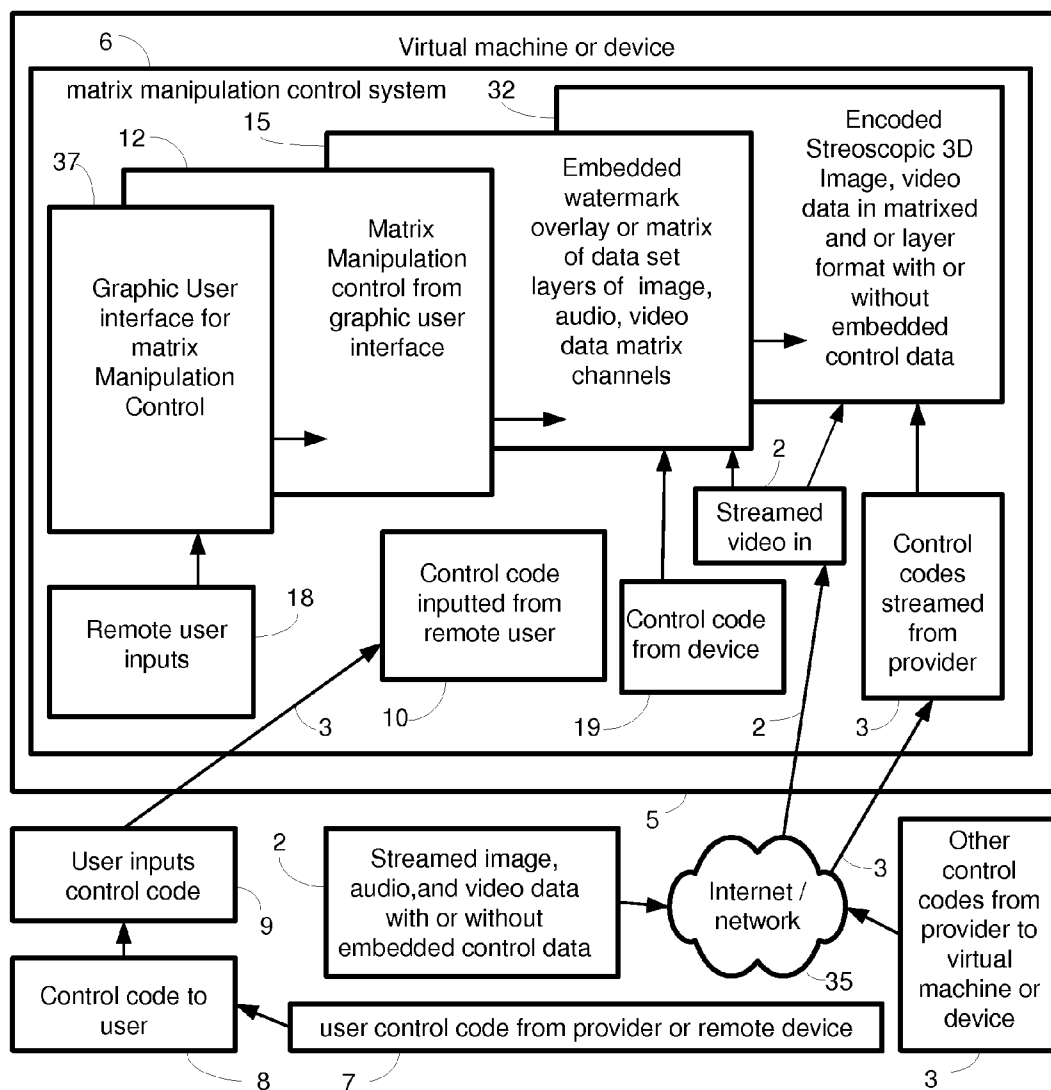 Virtual machine or device
6
matrix manipulation control system
32
15
12
37
Graphic User
interface for
matrix
Manipulation
Control
Matrix
Manipulation
control from
graphic user
interface
Embedded
watermark
overlay or matrix
of data set
layers of image,
audio, video
data matrix
channels
Encoded
Streoscopic 3D
Image, video
data in matrixed
and or layer
format with or
without
embedded
control data
2
Streamed
video in
Control
codes
streamed
from
provider
Control code
inputted from
remote user
Control code
from device
18
Remote user
inputs
3
10
19
2
3
5
User inputs
control code
9
2
Streamed image,
audio,and video data
with or without
embedded control data
Internet /
network
35
3
Other
control
codes from
provider to
virtual
machine or
device
3
Control code to
user
8
user control code from provider or remote device
7